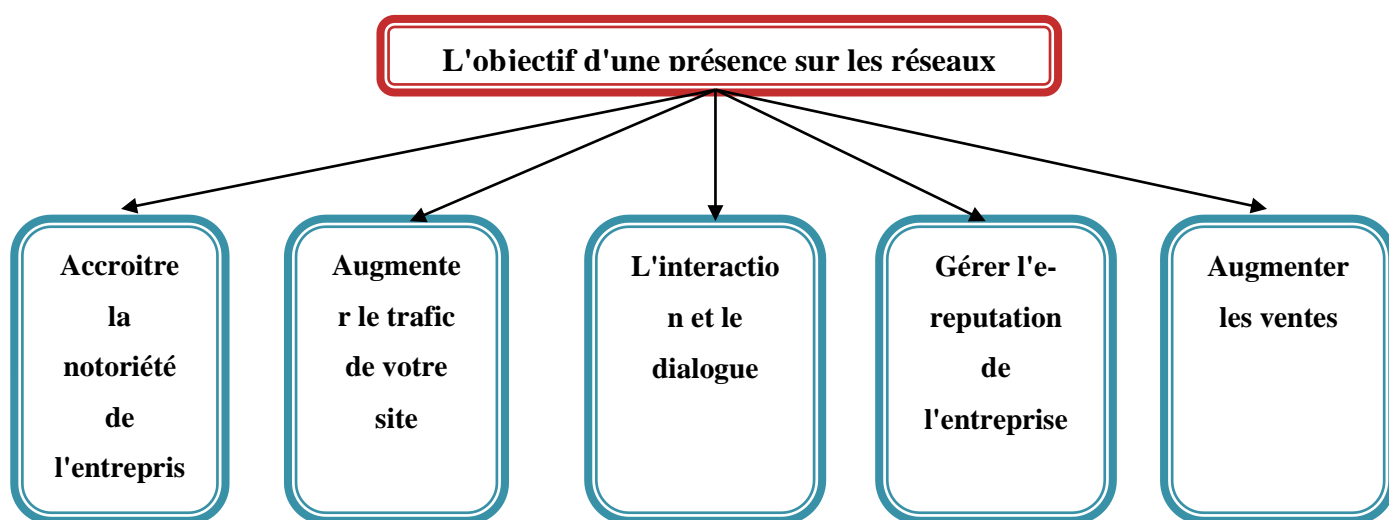 L'objectif d'une présence sur les réseaux
Accroitre
la
notoriété
de
l'entrepris
Augmente
r le trafic
de votre
site
L'interactio
n et le
dialogue
Gérer l'e-
reputation
de
l'entreprise
Augmenter
les ventes